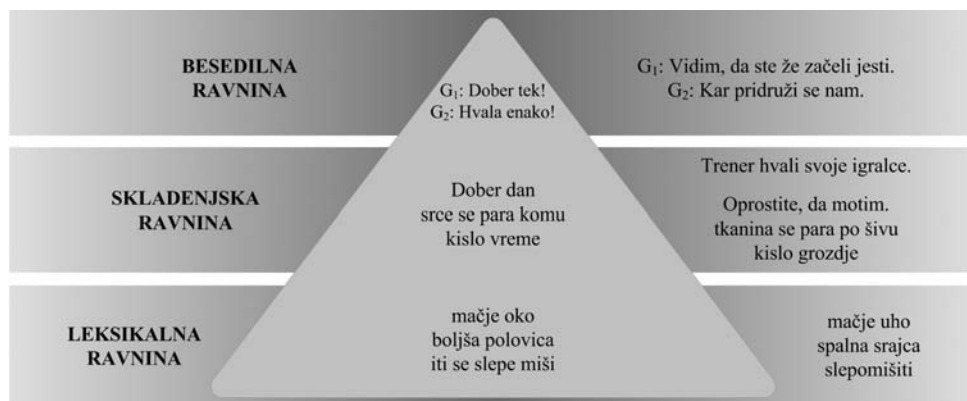 BESEDILNA
RAVNINA
G₁: Dober tek!
G₂: Hvala enako!
G₁: Vidim, da ste že začeli jesti.
G₂: Kar pridruži se nam.
SKLADENJSKA
RAVNINA
Dober dan
srce se para komu
kislo vreme
Trener hvali svoje igralce.
Oprostite, da motim.
tkanina se para po šivu
kislo grozdje
LEKSIKALNA
RAVNINA
mačje oko
boljša polovica
iti se slepe miši
mačje uho
spalna srajca
slepomišiti